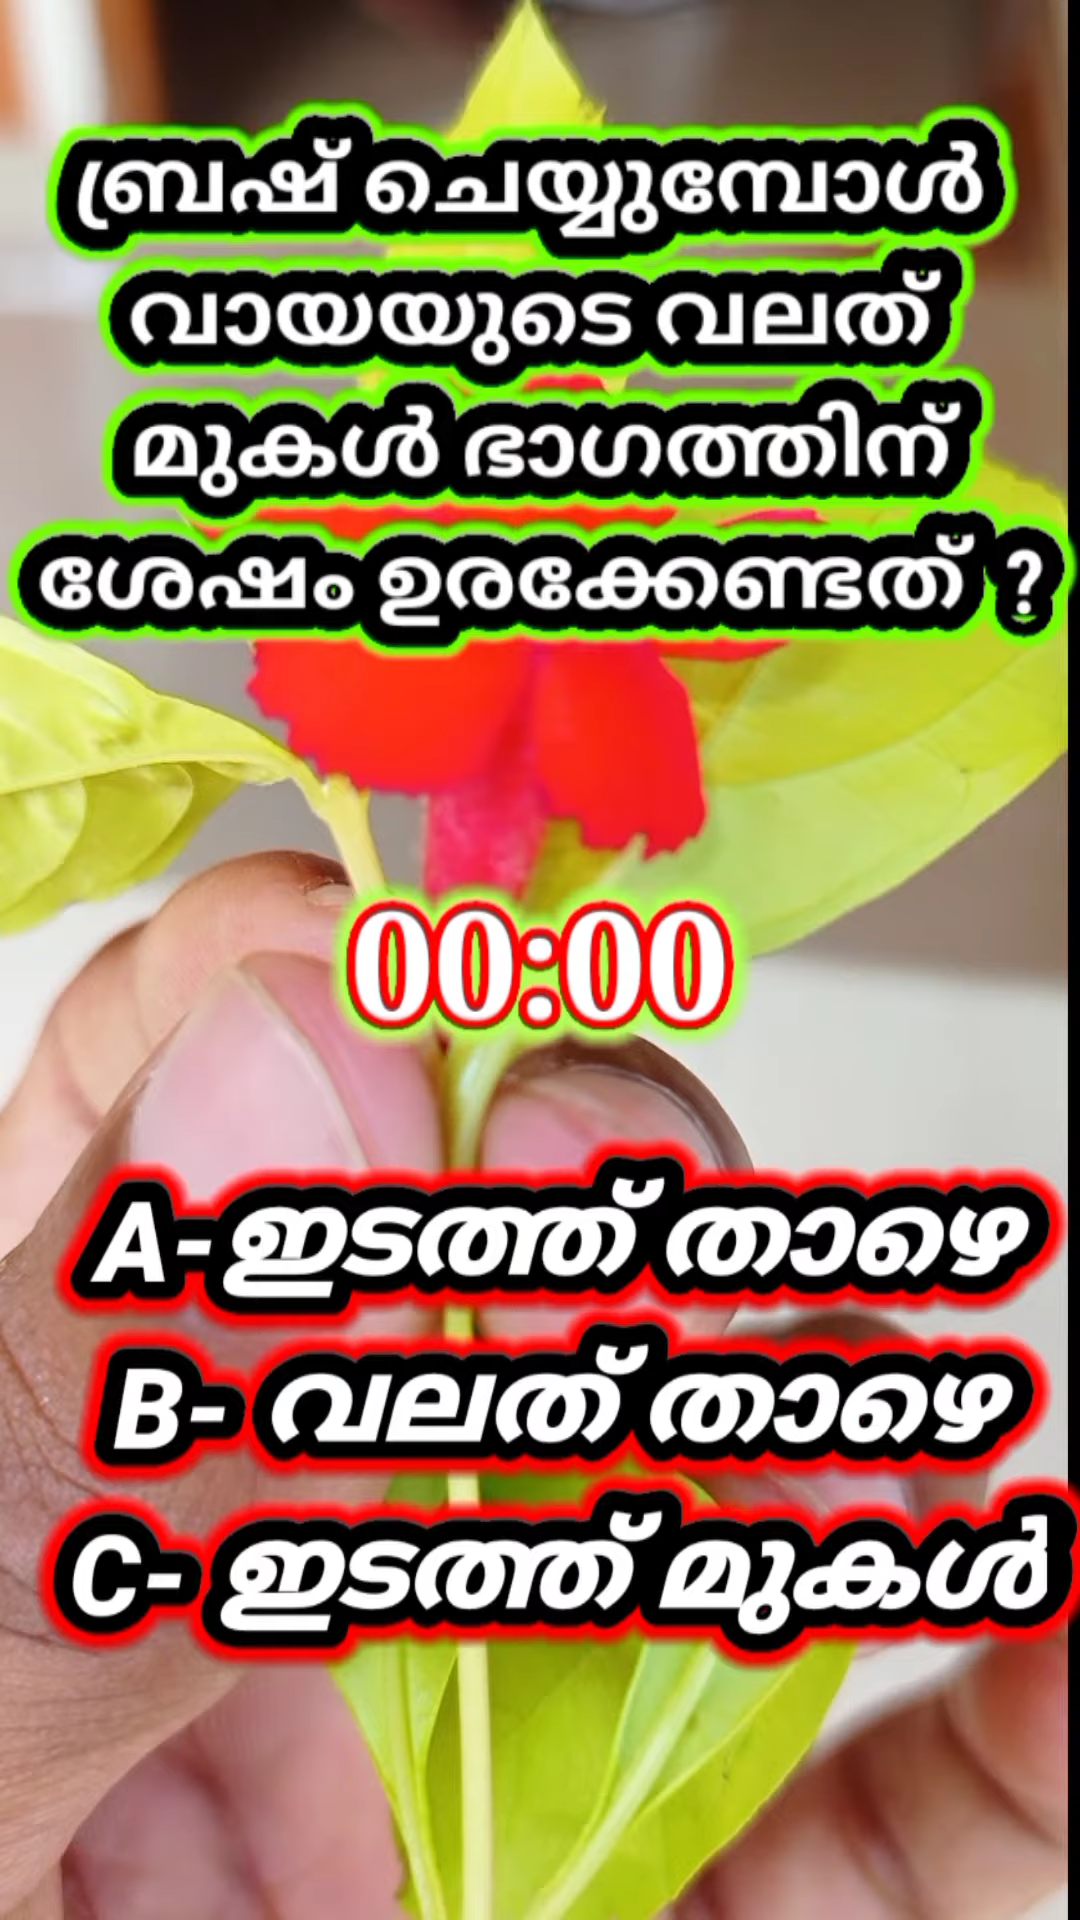 ബ്രഷ് ചെയ്യുമ്പോൾ
വായയുടെ വലത്
മുകൾ ഭാഗത്തിന്
ശേഷം ഉരക്കേണ്ടത് ?
00:00
A-ഇടത്ത് താഴെ
B- വലത് താഴെ
C- ഇടത്ത് മുകൾ